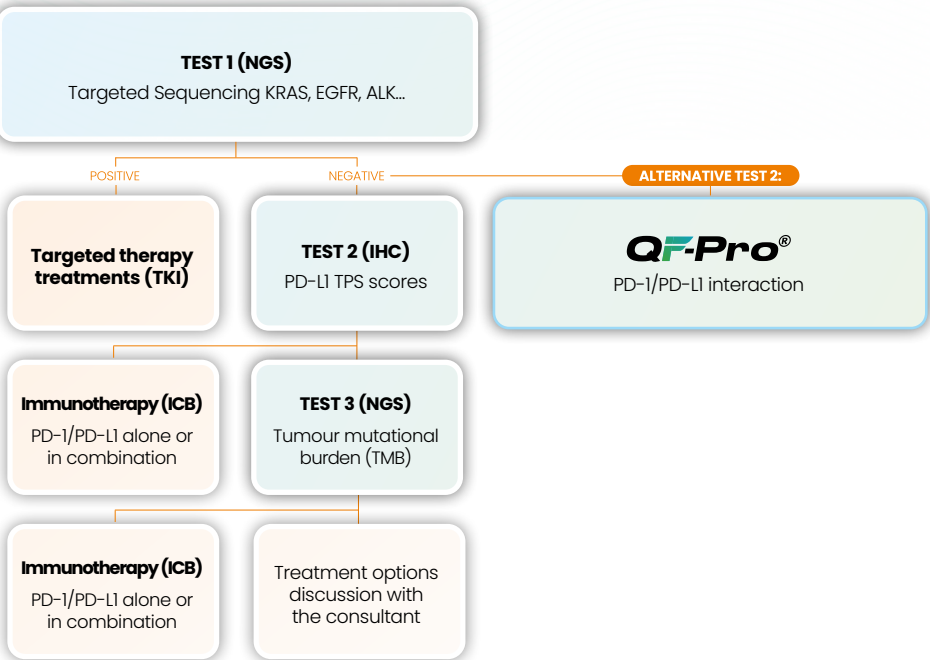 TEST 1 (NGS)
Targeted Sequencing KRAS, EGFR, ALK...
POSITIVE
NEGATIVE
ALTERNATIVE TEST 2:
Targeted therapy
treatments (TKI)
TEST 2 (IHC)
PD-L1 TPS scores
QF-Pro®
PD-1/PD-L1 interaction
Immunotherapy (ICB)
PD-1/PD-L1 alone or
in combination
TEST 3 (NGS)
Tumour mutational
burden (TMB)
Immunotherapy (ICB)
PD-1/PD-L1 alone or
in combination
Treatment options
discussion with
the consultant